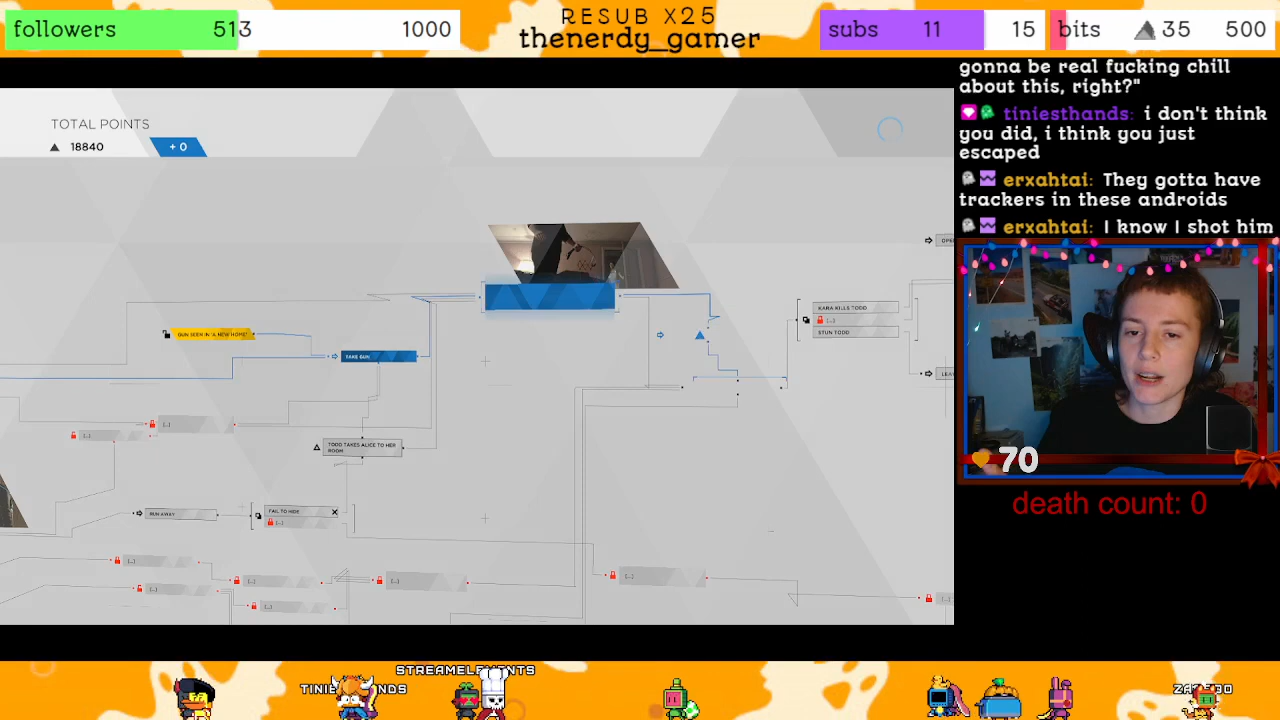 followers 513 1000
RESUB X25
thenerdy_gamer
subs 11 15
bits 35 500
gonna be real fucking chill
about this, right?"
tiniesthands: i don't think
you did, i think you just
escaped
erxahtai: They gotta have
trackers in these androids
erxahtai: I know I shot him
TOTAL POINTS
18840 + 0
GUN SEEN IN "A NEW HOME"
TAKE GUN
KARA KILLS TODD
[...]
STUN TODD
[...]
[...]
TODD TAKES ALICE TO HER
ROOM
RUN AWAY
FAIL TO HIDE
[...]
[...]
[...]
[...]
[...]
[...]
[...]
70
death count: 0
STREAMELEMENTS